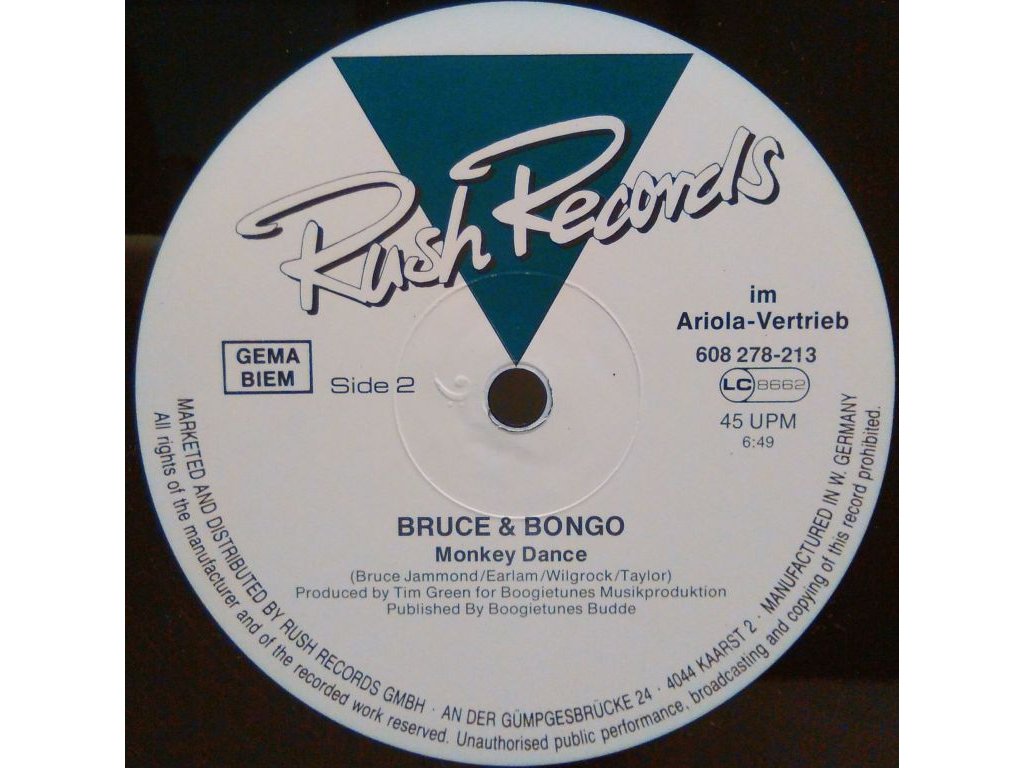 Rush Records
im
Ariola-Vertrieb
608 278-213
LC 8662
45 UPM
6:49
GEMA
BIEM
Side 2
BRUCE & BONGO
Monkey Dance
(Bruce Jammond/Earlam/Wilgrock/Taylor)
Produced by Tim Green for Boogietunes Musikproduktion
Published By Boogietunes Budde
MARKETED AND DISTRIBUTED BY RUSH RECORDS GMBH · AN DER GÜMPGESBRÜCKE 24 · 4044 KAARST 2 · MANUFACTURED IN W. GERMANY
All rights of the manufacturer and of the recorded work reserved. Unauthorised public performance, broadcasting and copying of this record prohibited.